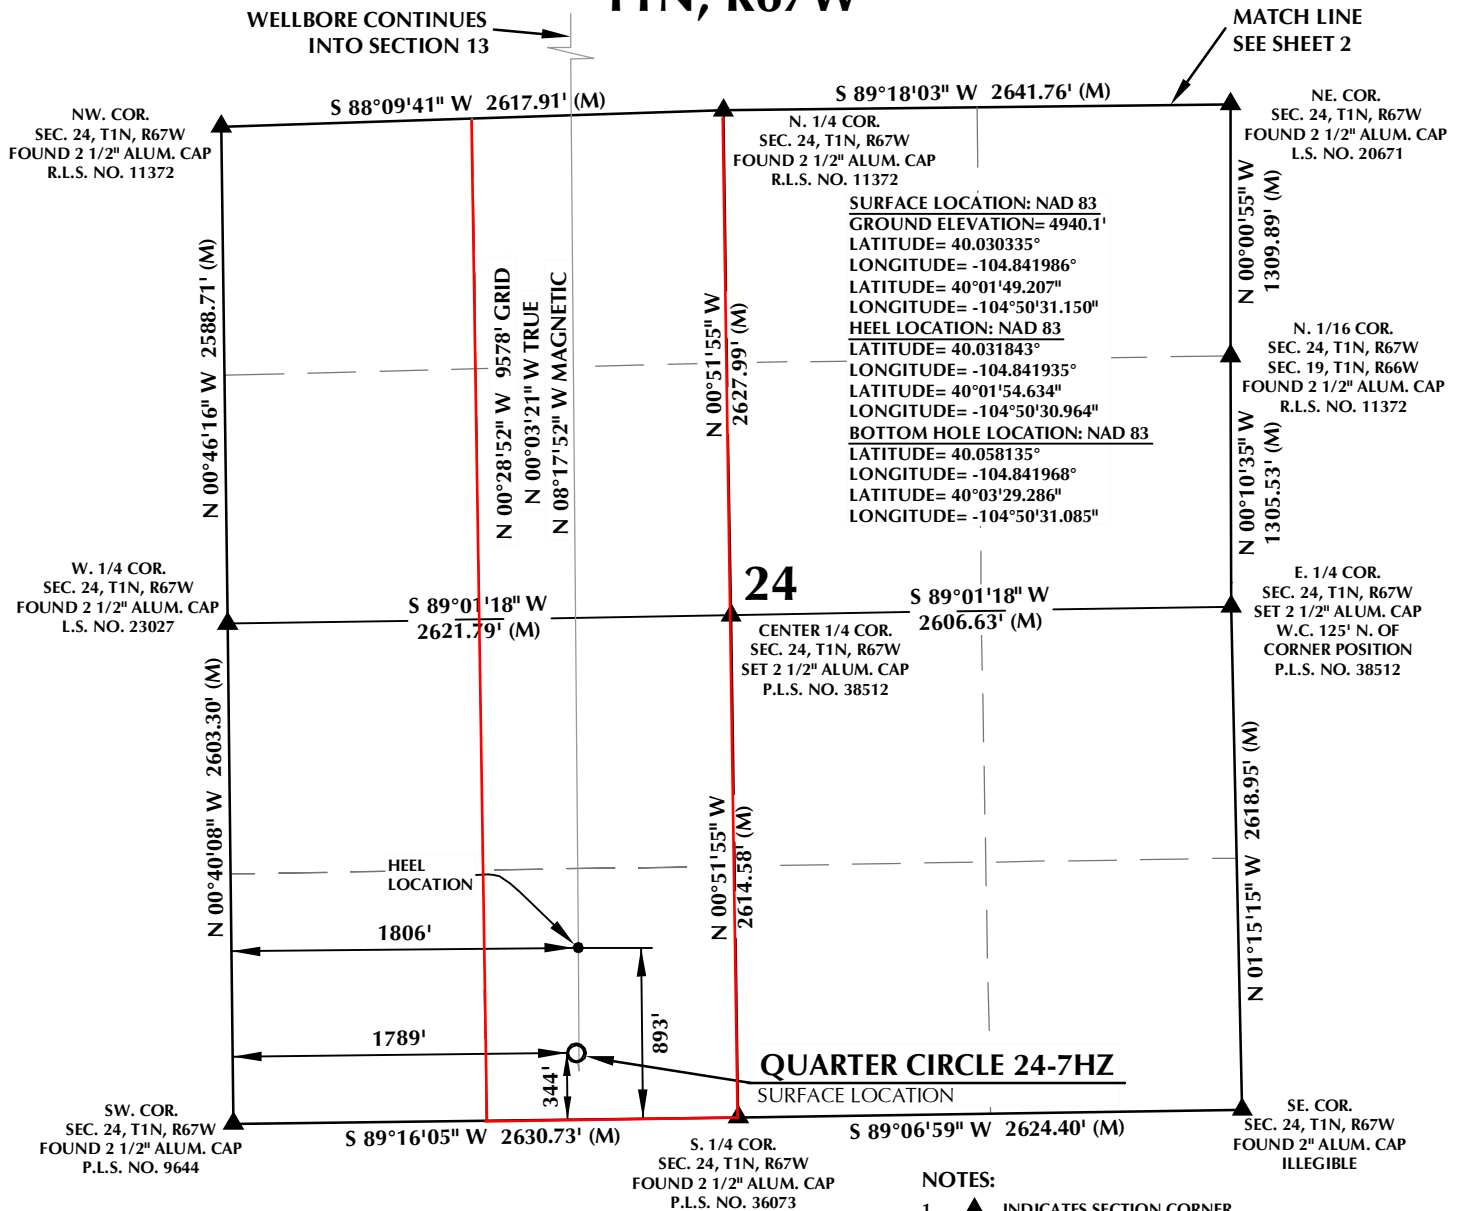 T1N, R67W
WELLBORE CONTINUES
INTO SECTION 13
MATCH LINE
SEE SHEET 2
S 88°09'41" W 2617.91' (M)
S 89°18'03" W 2641.76' (M)
NW. COR.
SEC. 24, T1N, R67W
FOUND 2 1/2" ALUM. CAP
R.L.S. NO. 11372
N. 1/4 COR.
SEC. 24, T1N, R67W
FOUND 2 1/2" ALUM. CAP
R.L.S. NO. 11372
NE. COR.
SEC. 24, T1N, R67W
FOUND 2 1/2" ALUM. CAP
L.S. NO. 20671
SURFACE LOCATION: NAD 83
GROUND ELEVATION= 4940.1'
LATITUDE= 40.030335°
LONGITUDE= -104.841986°
LATITUDE= 40°01'49.207"
LONGITUDE= -104°50'31.150"
HEEL LOCATION: NAD 83
LATITUDE= 40.031843°
LONGITUDE= -104.841935°
LATITUDE= 40°01'54.634"
LONGITUDE= -104°50'30.964"
BOTTOM HOLE LOCATION: NAD 83
LATITUDE= 40.058135°
LONGITUDE= -104.841968°
LATITUDE= 40°03'29.286"
LONGITUDE= -104°50'31.085"
N 00°46'16" W 2588.71' (M)
N 00°28'52" W 9578' GRID
N 00°03'21" W TRUE
N 08°17'52" W MAGNETIC
N 00°51'55" W
2627.99' (M)
N 00°00'55" W
1309.89' (M)
N. 1/16 COR.
SEC. 24, T1N, R67W
SEC. 19, T1N, R66W
FOUND 2 1/2" ALUM. CAP
R.L.S. NO. 11372
N 00°10'35" W
1305.53' (M)
W. 1/4 COR.
SEC. 24, T1N, R67W
FOUND 2 1/2" ALUM. CAP
L.S. NO. 23027
S 89°01'18" W
2621.79' (M)
24
S 89°01'18" W
2606.63' (M)
CENTER 1/4 COR.
SEC. 24, T1N, R67W
SET 2 1/2" ALUM. CAP
P.L.S. NO. 38512
E. 1/4 COR.
SEC. 24, T1N, R67W
SET 2 1/2" ALUM. CAP
W.C. 125' N. OF
CORNER POSITION
P.L.S. NO. 38512
N 00°40'08" W 2603.30' (M)
N 00°51'55" W
2614.58' (M)
N 01°15'15" W 2618.95' (M)
HEEL
LOCATION
1806'
893'
1789'
344'
QUARTER CIRCLE 24-7HZ
SURFACE LOCATION
SW. COR.
SEC. 24, T1N, R67W
FOUND 2 1/2" ALUM. CAP
P.L.S. NO. 9644
S 89°16'05" W 2630.73' (M)
S. 1/4 COR.
SEC. 24, T1N, R67W
FOUND 2 1/2" ALUM. CAP
P.L.S. NO. 36073
S 89°06'59" W 2624.40' (M)
SE. COR.
SEC. 24, T1N, R67W
FOUND 2" ALUM. CAP
ILLEGIBLE
NOTES:
1. INDICATES SECTION CORNER